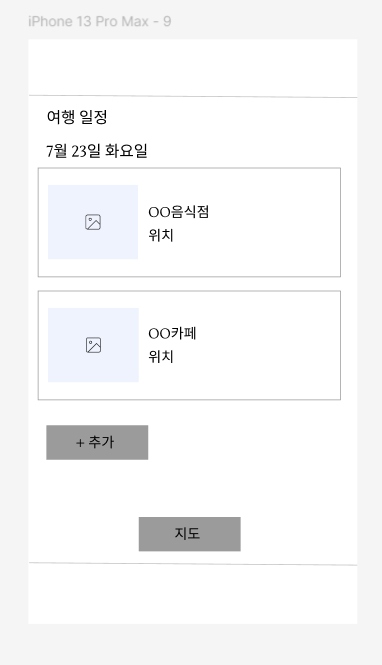 iPhone 13 Pro Max - 9
여행 일정
7월 23일 화요일
OO음식점
위치
OO카페
위치
+ 추가
지도